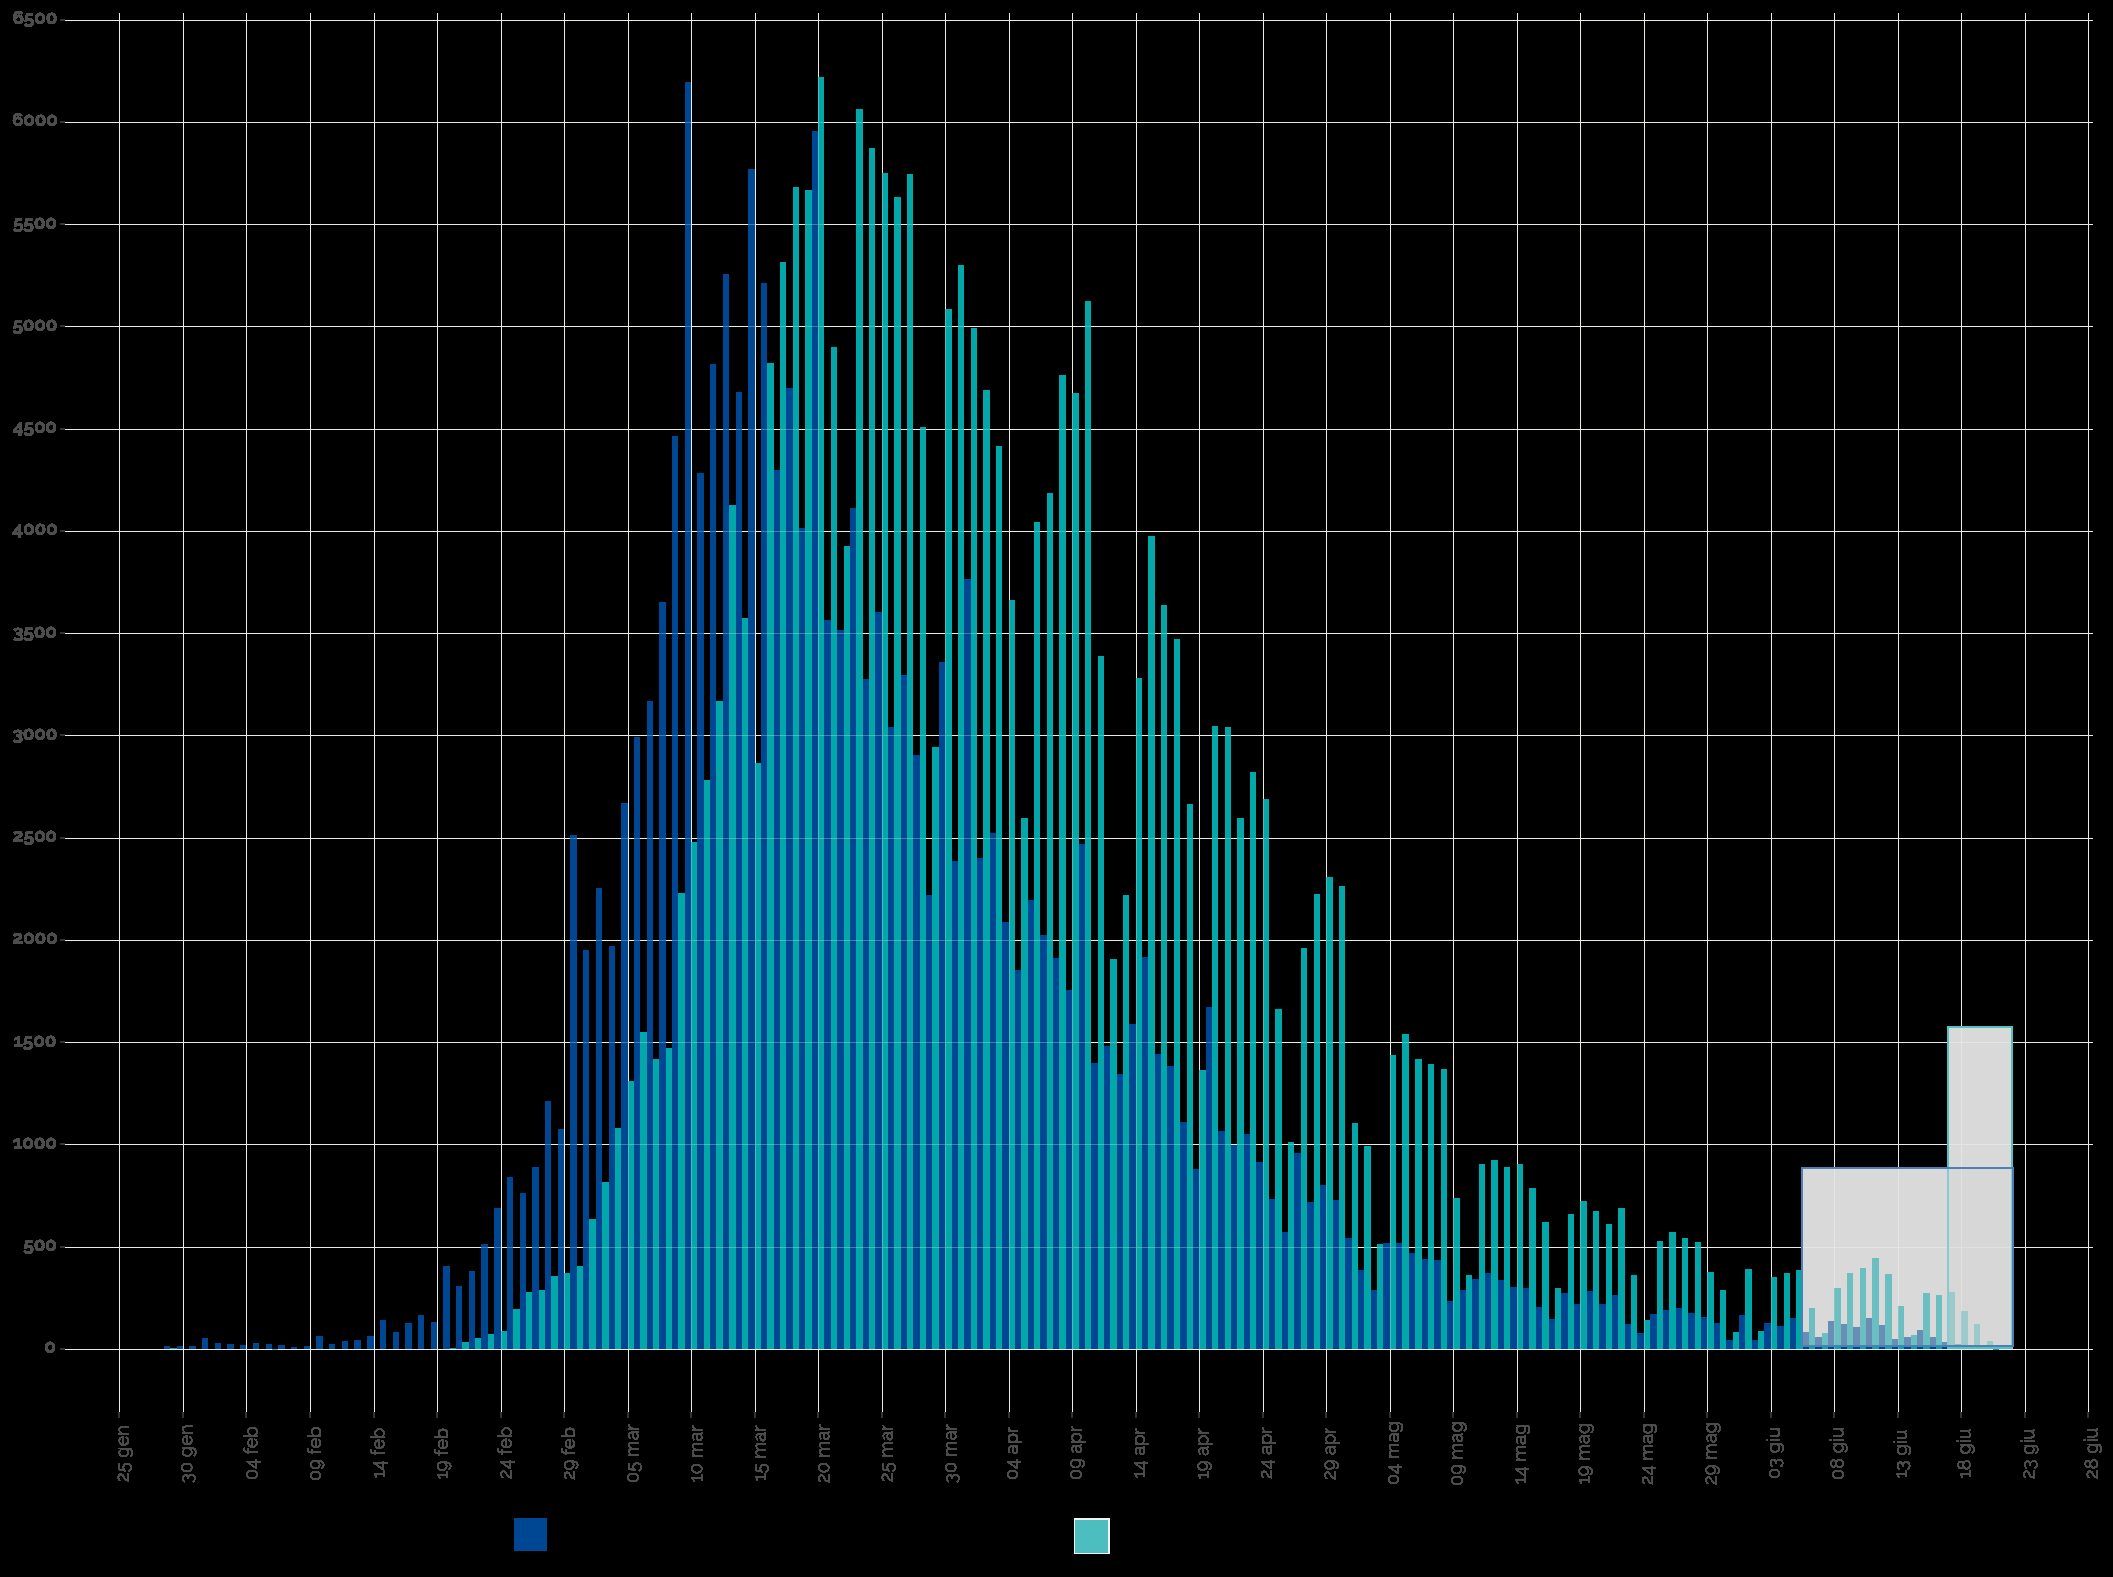 6500
6000
5500
5000
4500
4000
3500
3000
2500
2000
1500
1000
500
0
25 gen
30 gen
04 feb
09 feb
14 feb
19 feb
24 feb
29 feb
05 mar
10 mar
15 mar
20 mar
25 mar
30 mar
04 apr
09 apr
14 apr
19 apr
24 apr
29 apr
04 mag
09 mag
14 mag
19 mag
24 mag
29 mag
03 giu
08 giu
13 giu
18 giu
23 giu
28 giu